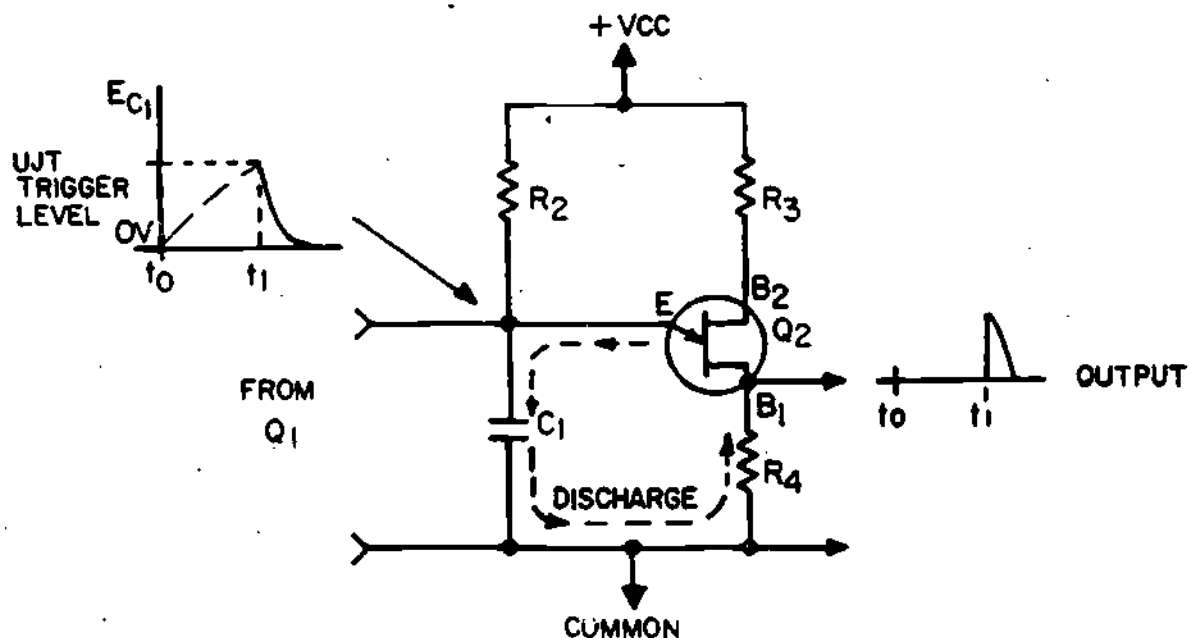 + VCC
EC1
UJT
TRIGGER
LEVEL
OV
t0
t1
R2
R3
E
B2
Q2
B1
FROM
Q1
C1
DISCHARGE
R4
t0
t1
OUTPUT
COMMON